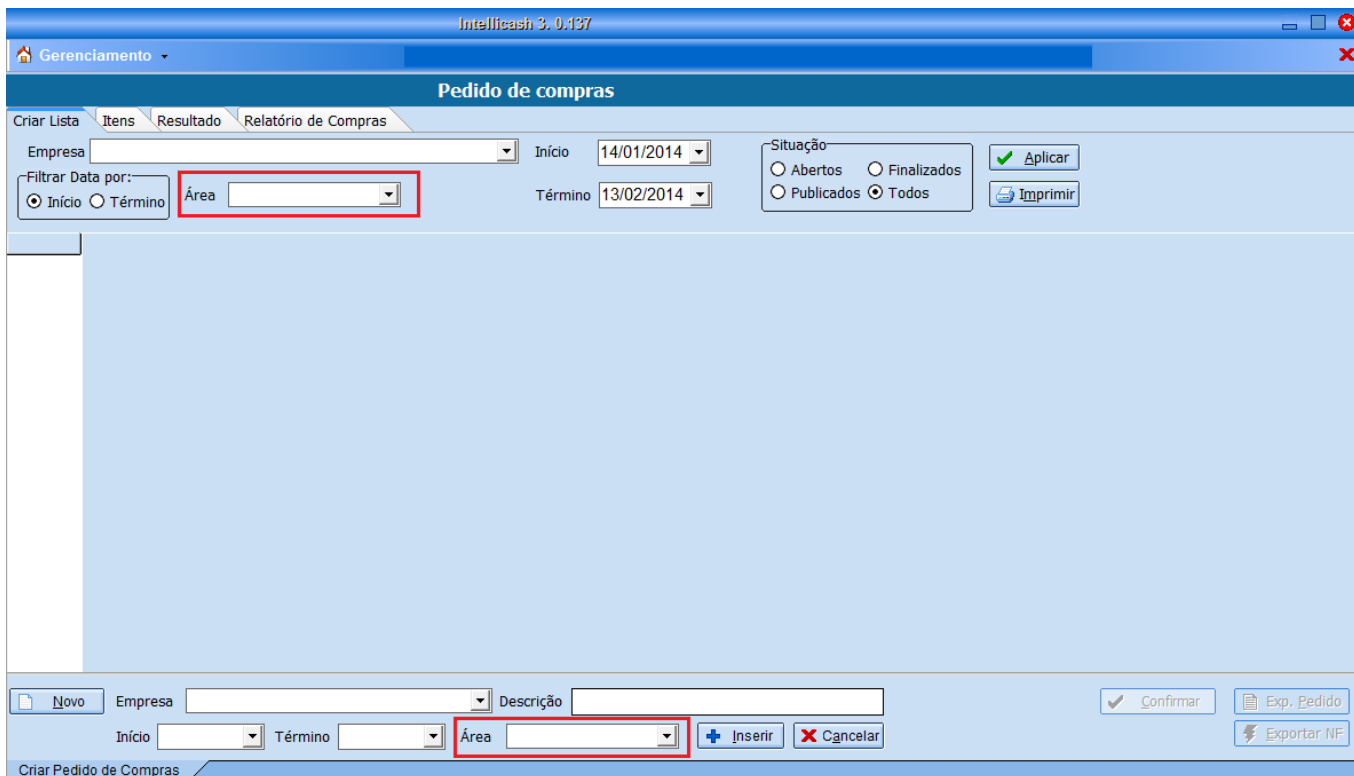 Intellicash 3. 0.137
Gerenciamento
Pedido de compras
Criar Lista Itens Resultado Relatório de Compras
Empresa Início 14/01/2014 Situação Aplicar
Abertos Finalizados
Filtrar Data por: Área Término 13/02/2014 Publicados Todos Imprimir
Início Término
Novo Empresa Descrição Confirmar Exp. Pedido
Início Término Área Inserir Cancelar Exportar NF
Criar Pedido de Compras